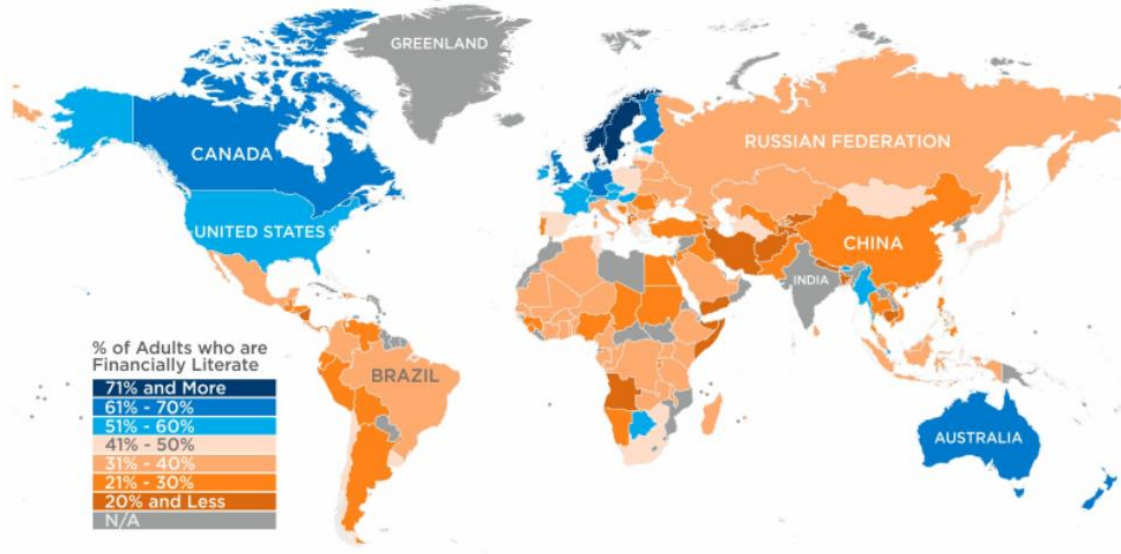 GREENLAND
CANADA
RUSSIAN FEDERATION
UNITED STATES
CHINA
INDIA
BRAZIL
AUSTRALIA
% of Adults who are
Financially Literate
71% and More
61% - 70%
51% - 60%
41% - 50%
31% - 40%
21% - 30%
20% and Less
N/A